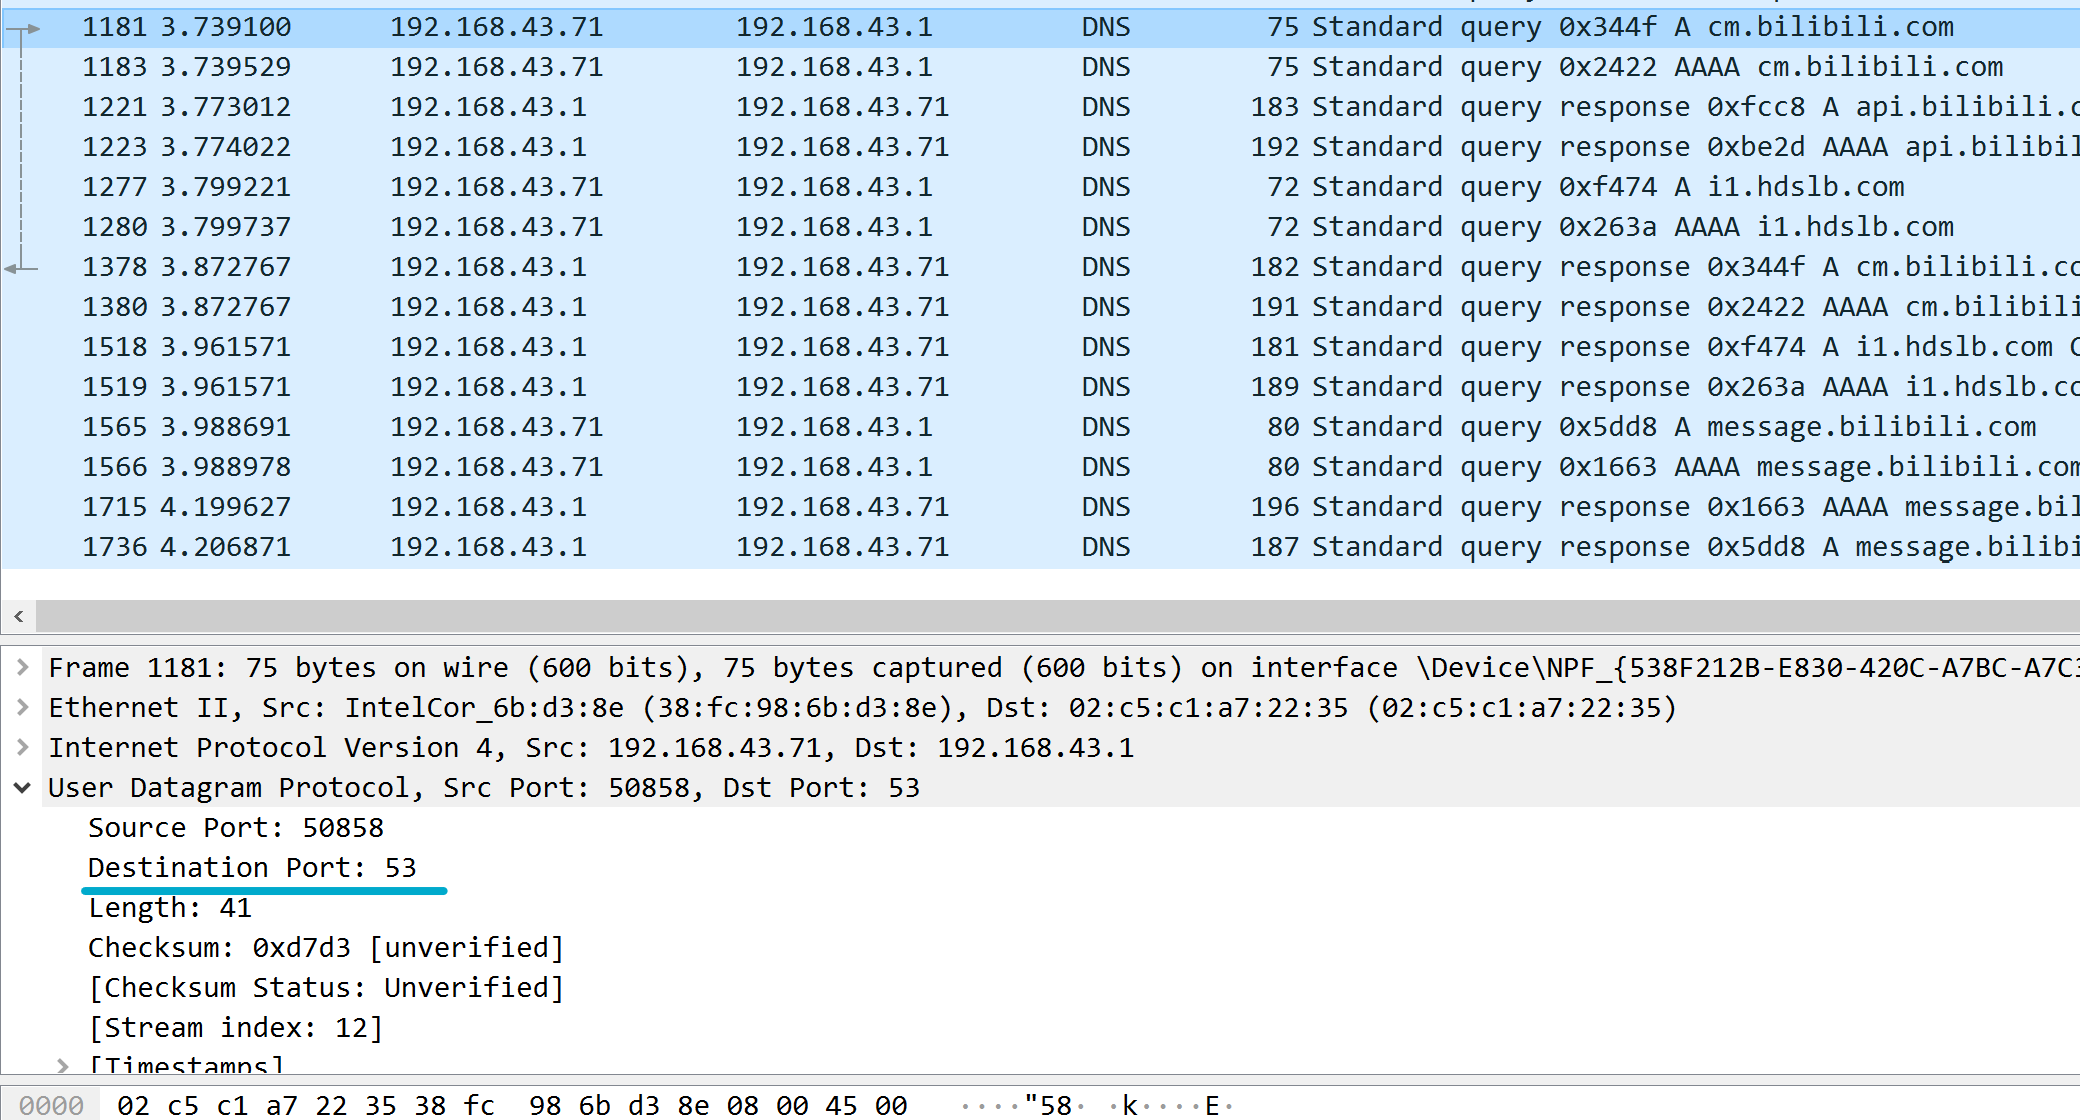 1181 3.739100 192.168.43.71 192.168.43.1 DNS 75 Standard query 0x344f A cm.bilibili.com
1183 3.739529 192.168.43.71 192.168.43.1 DNS 75 Standard query 0x2422 AAAA cm.bilibili.com
1221 3.773012 192.168.43.1 192.168.43.71 DNS 183 Standard query response 0xfcc8 A api.bilibili.c
1223 3.774022 192.168.43.1 192.168.43.71 DNS 192 Standard query response 0xbe2d AAAA api.bilibil
1277 3.799221 192.168.43.71 192.168.43.1 DNS 72 Standard query 0xf474 A i1.hdslb.com
1280 3.799737 192.168.43.71 192.168.43.1 DNS 72 Standard query 0x263a AAAA i1.hdslb.com
1378 3.872767 192.168.43.1 192.168.43.71 DNS 182 Standard query response 0x344f A cm.bilibili.co
1380 3.872767 192.168.43.1 192.168.43.71 DNS 191 Standard query response 0x2422 AAAA cm.bilibili
1518 3.961571 192.168.43.1 192.168.43.71 DNS 181 Standard query response 0xf474 A i1.hdslb.com C
1519 3.961571 192.168.43.1 192.168.43.71 DNS 189 Standard query response 0x263a AAAA i1.hdslb.co
1565 3.988691 192.168.43.71 192.168.43.1 DNS 80 Standard query 0x5dd8 A message.bilibili.com
1566 3.988978 192.168.43.71 192.168.43.1 DNS 80 Standard query 0x1663 AAAA message.bilibili.com
1715 4.199627 192.168.43.1 192.168.43.71 DNS 196 Standard query response 0x1663 AAAA message.bil
1736 4.206871 192.168.43.1 192.168.43.71 DNS 187 Standard query response 0x5dd8 A message.bilibi
Frame 1181: 75 bytes on wire (600 bits), 75 bytes captured (600 bits) on interface \Device\NPF_{538F212B-E830-420C-A7BC-A7C3
Ethernet II, Src: IntelCor_6b:d3:8e (38:fc:98:6b:d3:8e), Dst: 02:c5:c1:a7:22:35 (02:c5:c1:a7:22:35)
Internet Protocol Version 4, Src: 192.168.43.71, Dst: 192.168.43.1
User Datagram Protocol, Src Port: 50858, Dst Port: 53
Source Port: 50858
Destination Port: 53
Length: 41
Checksum: 0xd7d3 [unverified]
[Checksum Status: Unverified]
[Stream index: 12]
[Timestamps]
0000 02 c5 c1 a7 22 35 38 fc 98 6b d3 8e 08 00 45 00 ····"58· ·k····E·